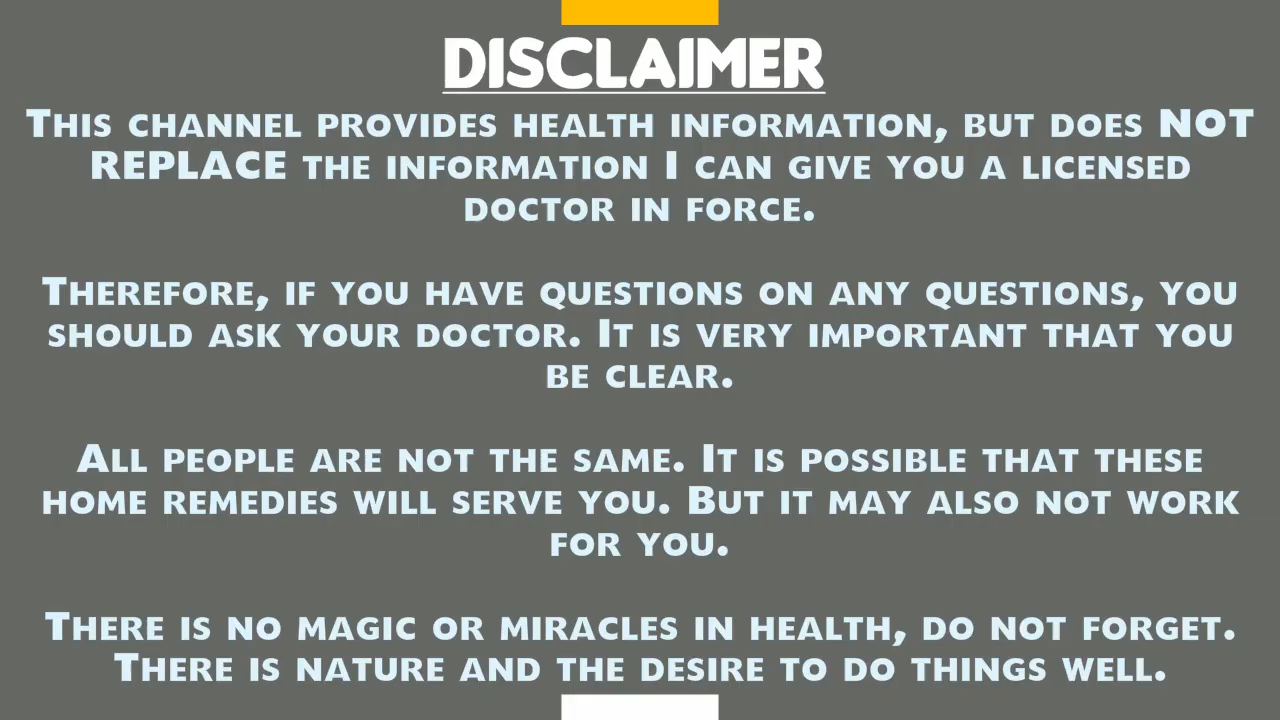 DISCLAIMER
This channel provides health information, but does NOT
REPLACE the information I can give you a licensed
doctor in force.
Therefore, if you have questions on any questions, you
should ask your doctor. It is very important that you
be clear.
All people are not the same. It is possible that these
home remedies will serve you. But it may also not work
for you.
There is no magic or miracles in health, do not forget.
There is nature and the desire to do things well.